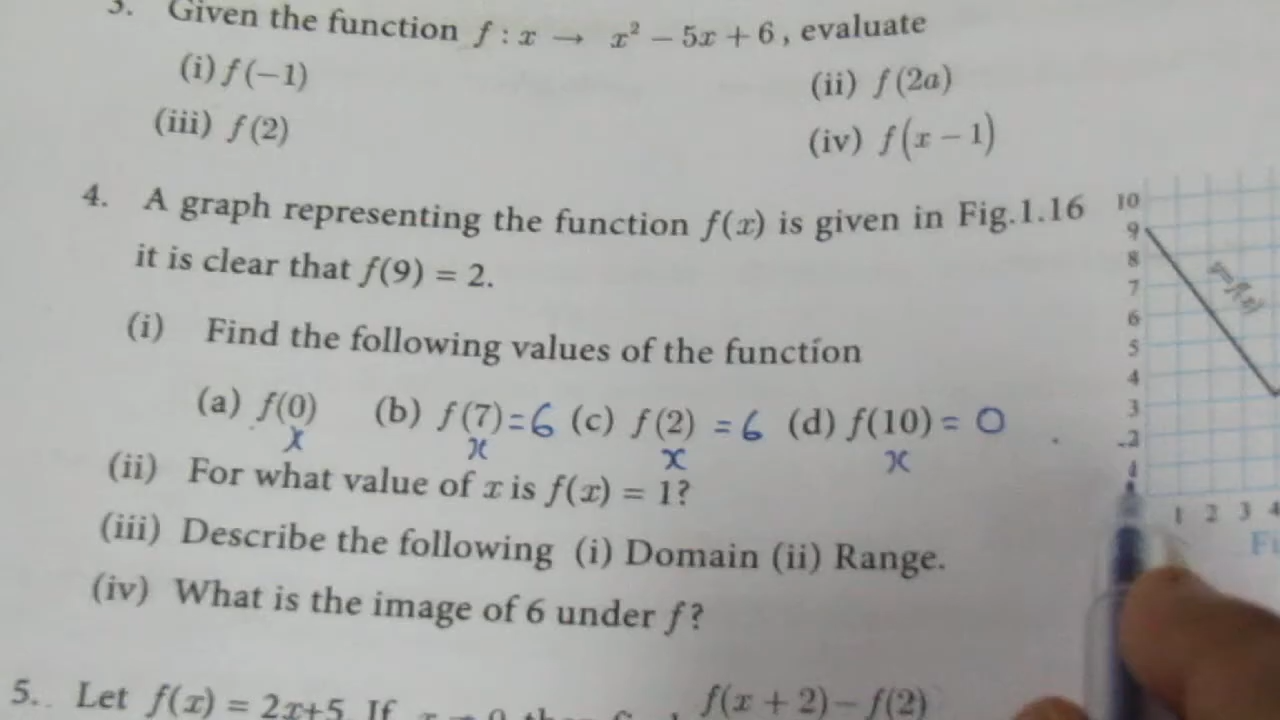 3. Given the function f : x → x² − 5x + 6, evaluate
(i) f(−1) (ii) f(2a)
(iii) f(2) (iv) f(x − 1)
4. A graph representing the function f(x) is given in Fig.1.16
it is clear that f(9) = 2.
(i) Find the following values of the function
(a) f(0) (b) f(7) = 6 (c) f(2) = 6 (d) f(10) = 0
x x x x
(ii) For what value of x is f(x) = 1?
(iii) Describe the following (i) Domain (ii) Range.
(iv) What is the image of 6 under f?
5. Let f(x) = 2x+5. If f(x + 2) − f(2)
10
9
8
7
6
5
4
3
2
1
y=f(x)
1 2 3 4